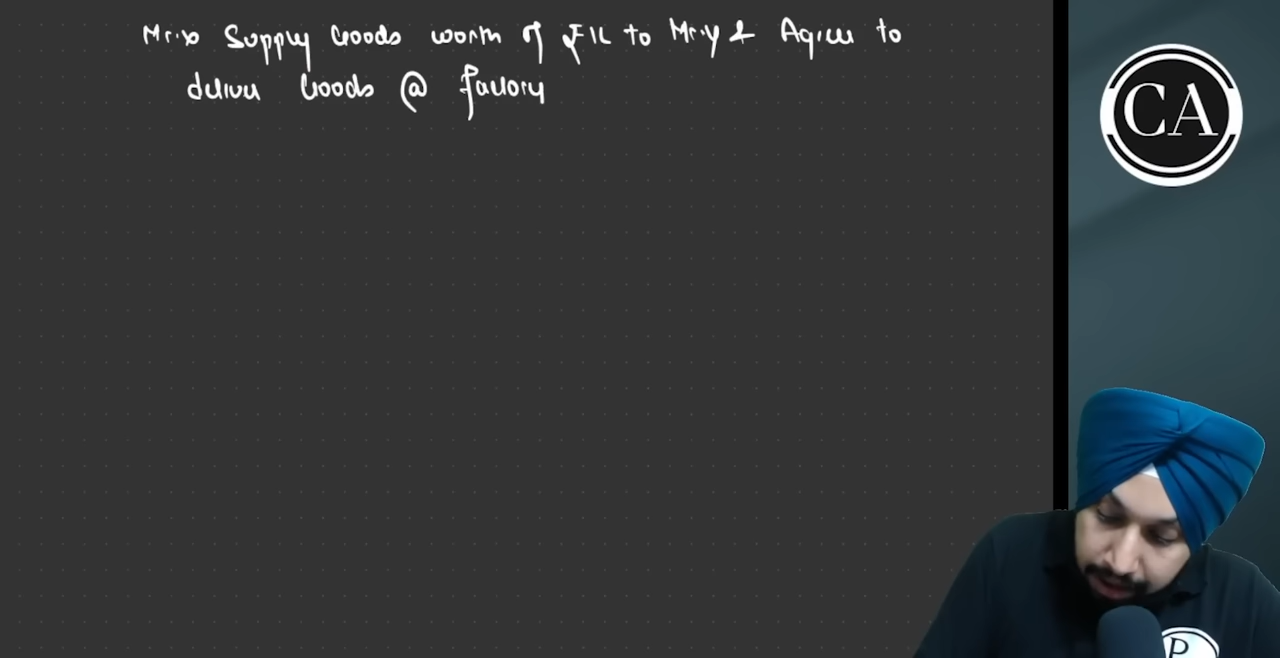 Mr. X Supply Goods worth of ₹1L to Mr. Y & Agree to
deliver Goods @ factory
CA
P